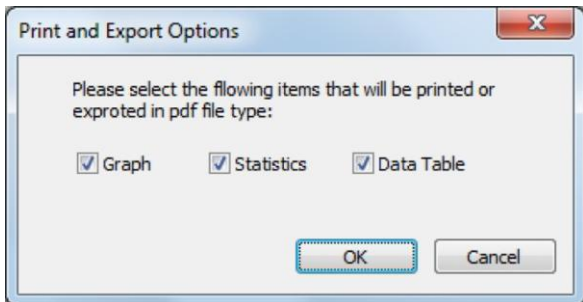 Print and Export Options
Please select the fllowing items that will be printed or
exproted in pdf file type:
Graph Statistics Data Table
OK Cancel